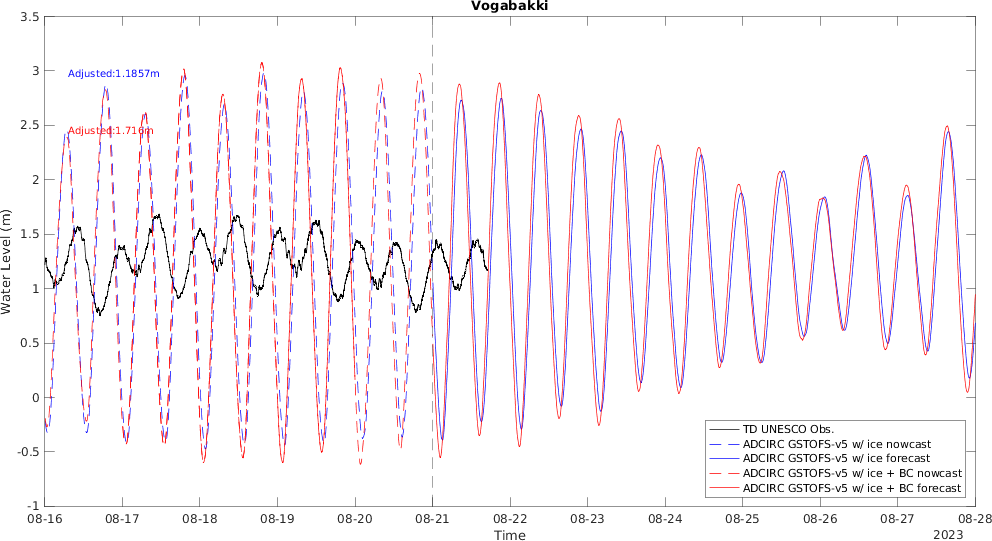 Vogabakki
3.5
3
2.5
2
1.5
1
0.5
0
-0.5
-1
Water Level (m)
Adjusted:1.1857m
Adjusted:1.716m
TD UNESCO Obs.
ADCIRC GSTOFS-v5 w/ ice nowcast
ADCIRC GSTOFS-v5 w/ ice forecast
ADCIRC GSTOFS-v5 w/ ice + BC nowcast
ADCIRC GSTOFS-v5 w/ ice + BC forecast
08-16 08-17 08-18 08-19 08-20 08-21 08-22 08-23 08-24 08-25 08-26 08-27 08-28
Time
2023